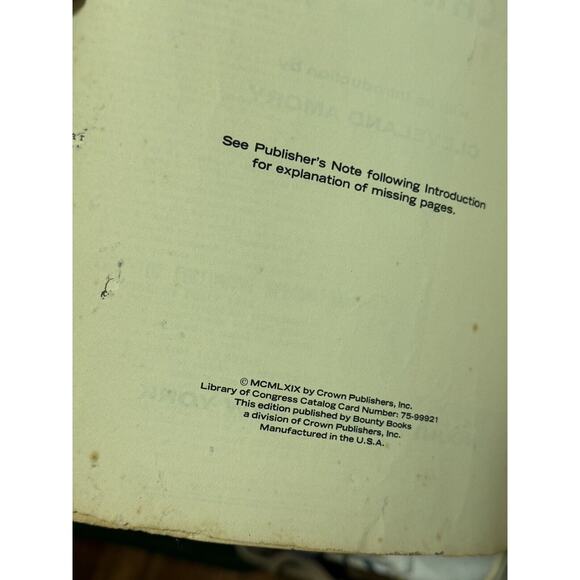 See Publisher's Note following Introduction
for explanation of missing pages.
© MCMLXIX by Crown Publishers, Inc.
Library of Congress Catalog Card Number: 75-99921
This edition published by Bounty Books
a division of Crown Publishers, Inc.
Manufactured in the U.S.A.